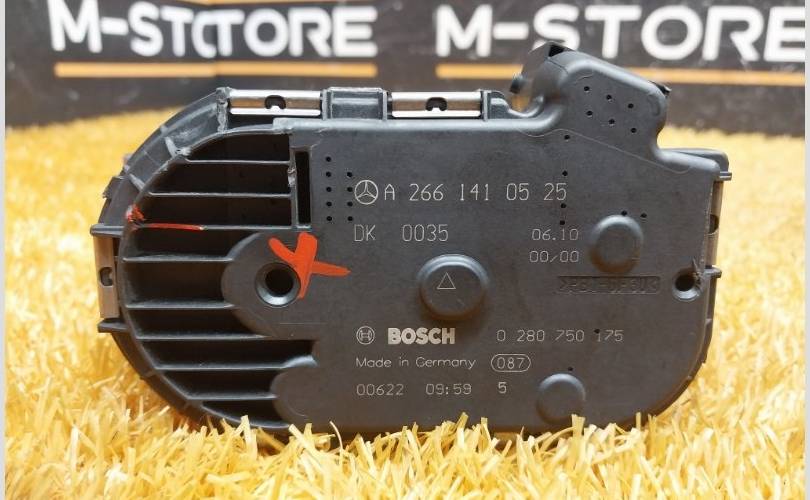 M-STCTORE
M-STORE
A 266 141 05 25
DK 0035
06.10
00/00
BOSCH 0 280 750 175
Made in Germany 087
00622 09:59 5